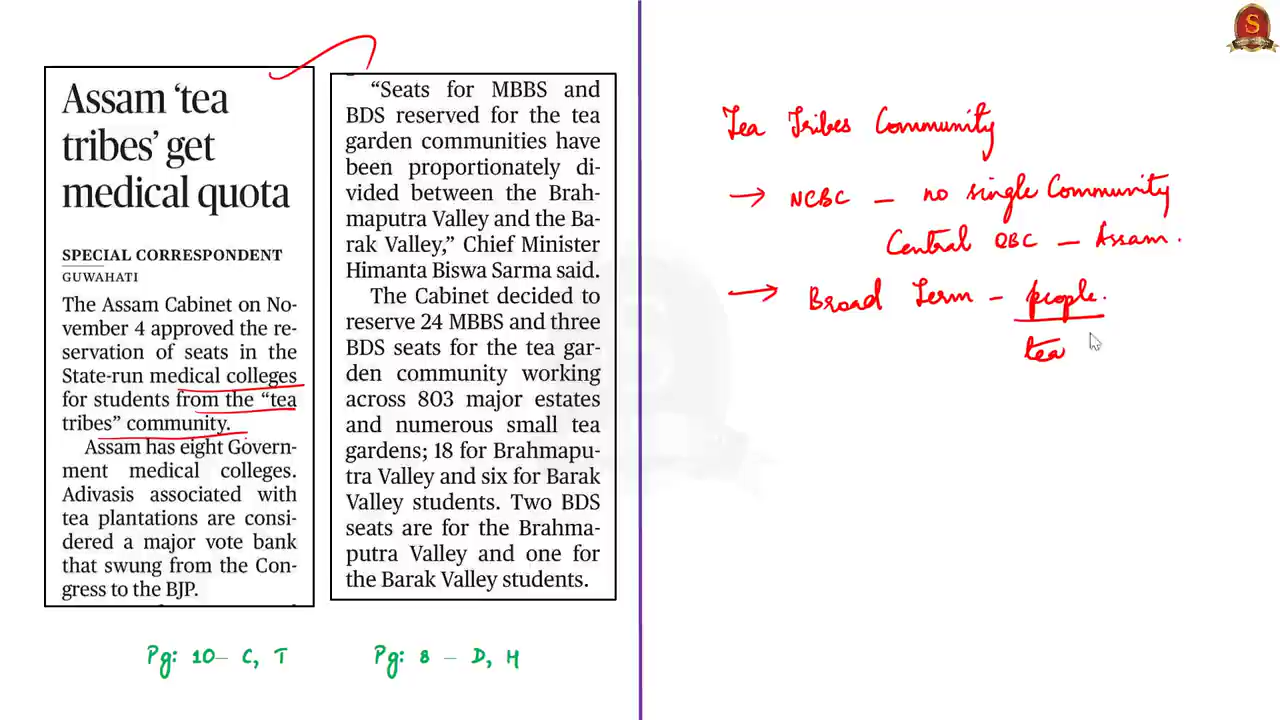 Assam ‘tea
tribes’ get
medical quota
SPECIAL CORRESPONDENT
GUWAHATI
The Assam Cabinet on No-
vember 4 approved the re-
servation of seats in the
State-run medical colleges
for students from the “tea
tribes” community.
Assam has eight Govern-
ment medical colleges.
Adivasis associated with
tea plantations are consi-
dered a major vote bank
that swung from the Con-
gress to the BJP.
“Seats for MBBS and
BDS reserved for the tea
garden communities have
been proportionately di-
vided between the Brah-
maputra Valley and the Ba-
rak Valley,” Chief Minister
Himanta Biswa Sarma said.
The Cabinet decided to
reserve 24 MBBS and three
BDS seats for the tea gar-
den community working
across 803 major estates
and numerous small tea
gardens; 18 for Brahmapu-
tra Valley and six for Barak
Valley students. Two BDS
seats are for the Brahma-
putra Valley and one for
the Barak Valley students.
Pg: 10 – C, T
Pg: 8 – D, H
Tea Tribes Community
→ NCBC – no single Community
Central OBC – Assam.
→ Broad Term – people.
tea
S